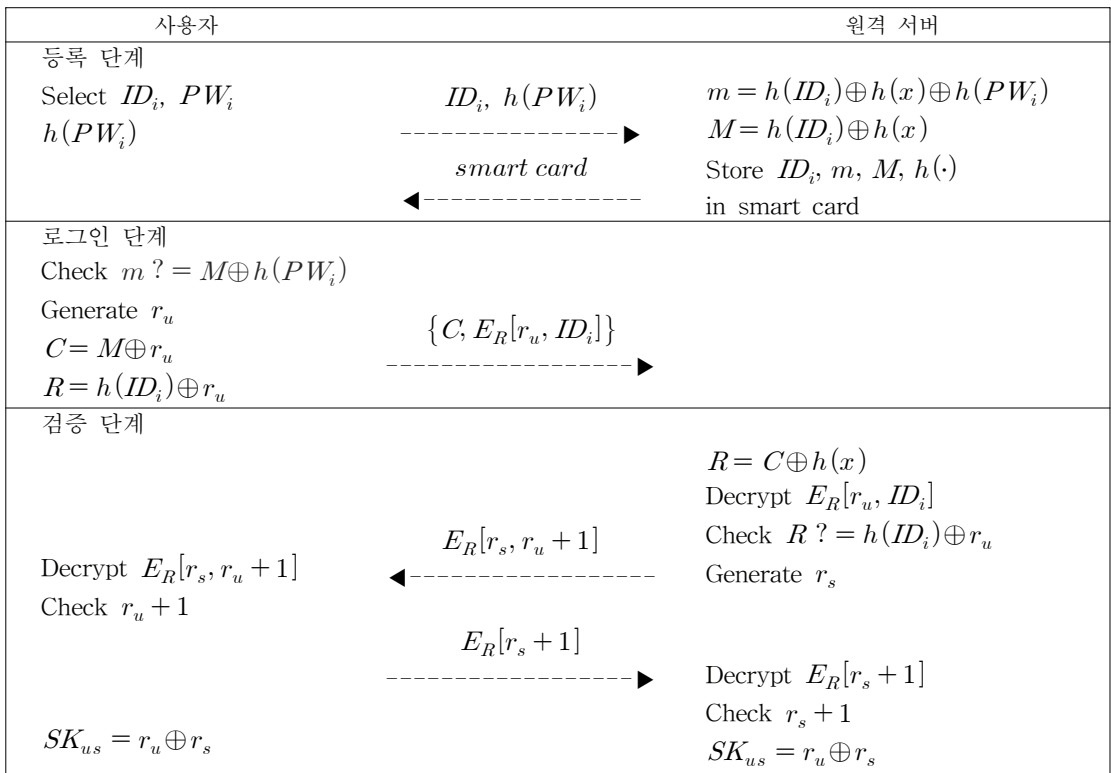 사용자 원격 서버
등록 단계
Select ID_i, PW_i
h(PW_i)
ID_i, h(PW_i)
smart card
m = h(ID_i)⊕h(x)⊕h(PW_i)
M = h(ID_i)⊕h(x)
Store ID_i, m, M, h(·)
in smart card
로그인 단계
Check m ? = M⊕h(PW_i)
Generate r_u
C = M⊕r_u
R = h(ID_i)⊕r_u
{C, E_R[r_u, ID_i]}
검증 단계
R = C⊕h(x)
Decrypt E_R[r_u, ID_i]
Check R ? = h(ID_i)⊕r_u
Generate r_s
E_R[r_s, r_u + 1]
Decrypt E_R[r_s, r_u + 1]
Check r_u + 1
E_R[r_s + 1]
Decrypt E_R[r_s + 1]
Check r_s + 1
SK_us = r_u⊕r_s
SK_us = r_u⊕r_s